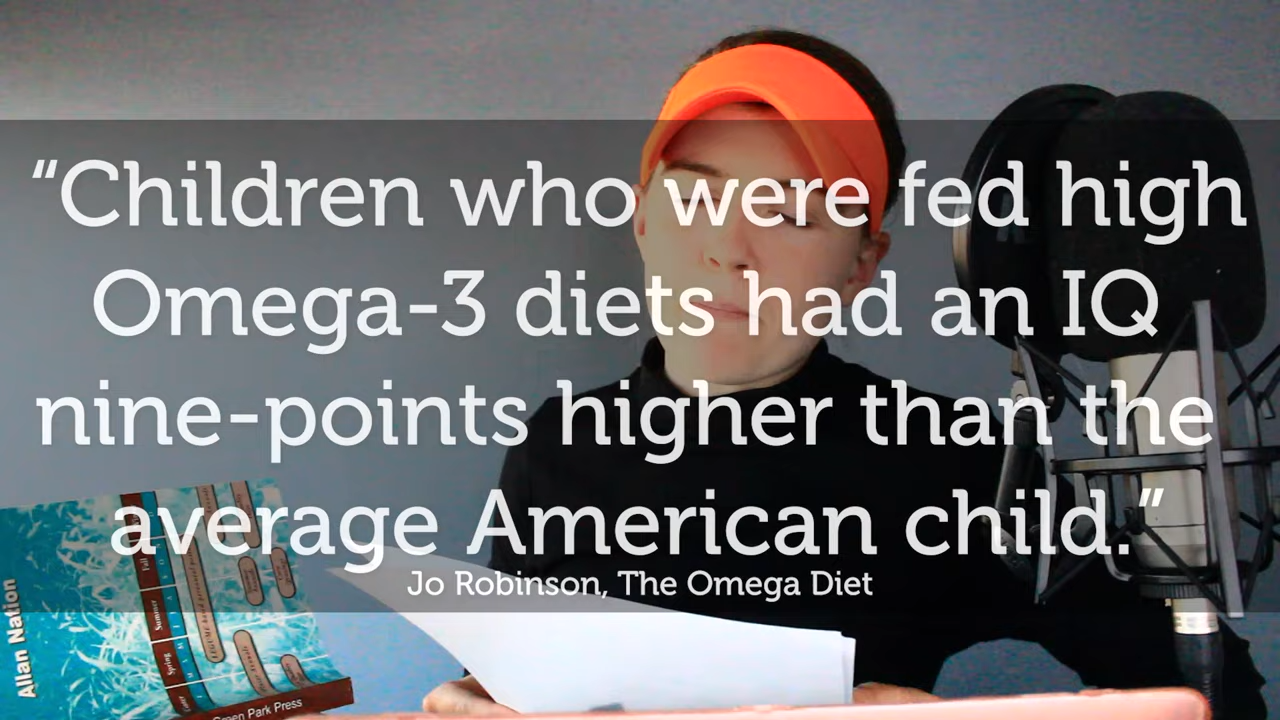 “Children who were fed high
Omega-3 diets had an IQ
nine-points higher than the
average American child.”
Jo Robinson, The Omega Diet
Allan Nation
Fall
Summer
Spring
Green Park Press